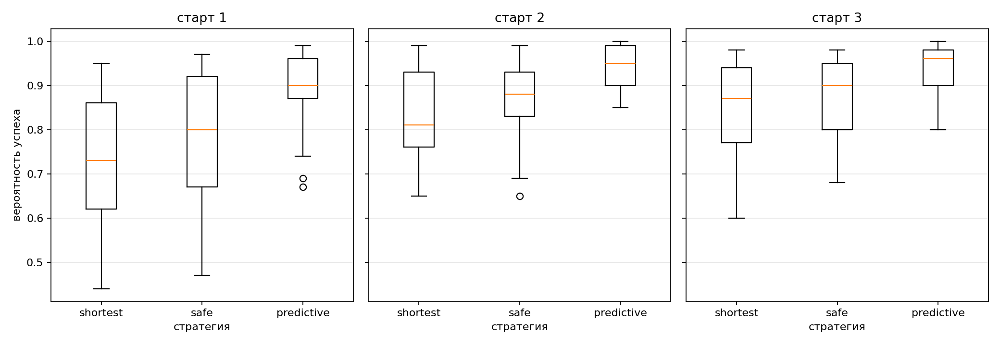 старт 1
старт 2
старт 3
вероятность успеха
1.0
0.9
0.8
0.7
0.6
0.5
shortest safe predictive
стратегия
shortest safe predictive
стратегия
shortest safe predictive
стратегия